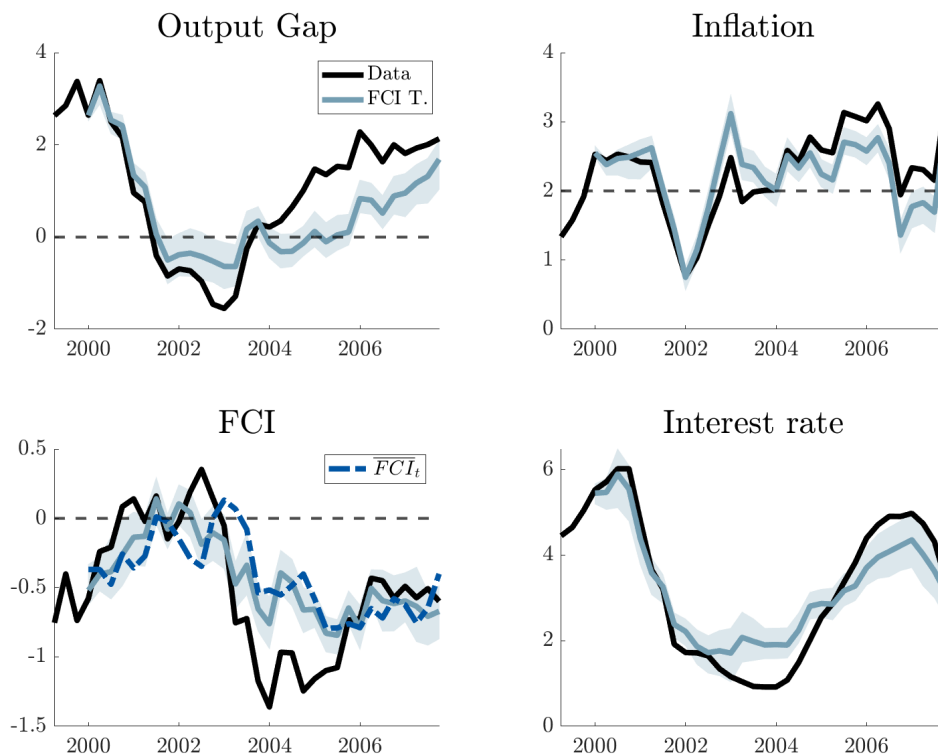 Output Gap
4
2
0
-2
2000 2002 2004 2006
Data
FCI T.
Inflation
4
3
2
1
0
2000 2002 2004 2006
FCI
0.5
0
-0.5
-1
-1.5
2000 2002 2004 2006
$\overline{FCI}_t$
Interest rate
6
4
2
0
2000 2002 2004 2006